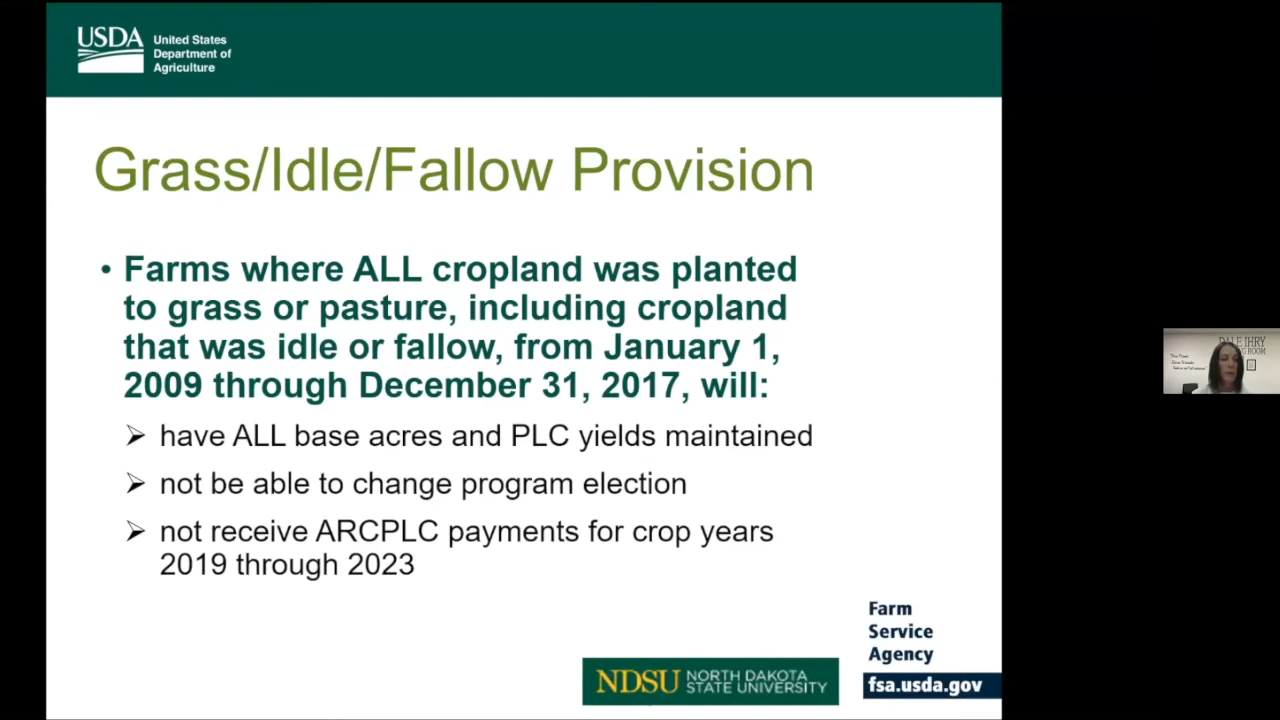 USDA United States
Department of
Agriculture
Grass/Idle/Fallow Provision
• Farms where ALL cropland was planted
to grass or pasture, including cropland
that was idle or fallow, from January 1,
2009 through December 31, 2017, will:
➢ have ALL base acres and PLC yields maintained
➢ not be able to change program election
➢ not receive ARCPLC payments for crop years
2019 through 2023
Farm
Service
Agency
fsa.usda.gov
NDSU NORTH DAKOTA
STATE UNIVERSITY